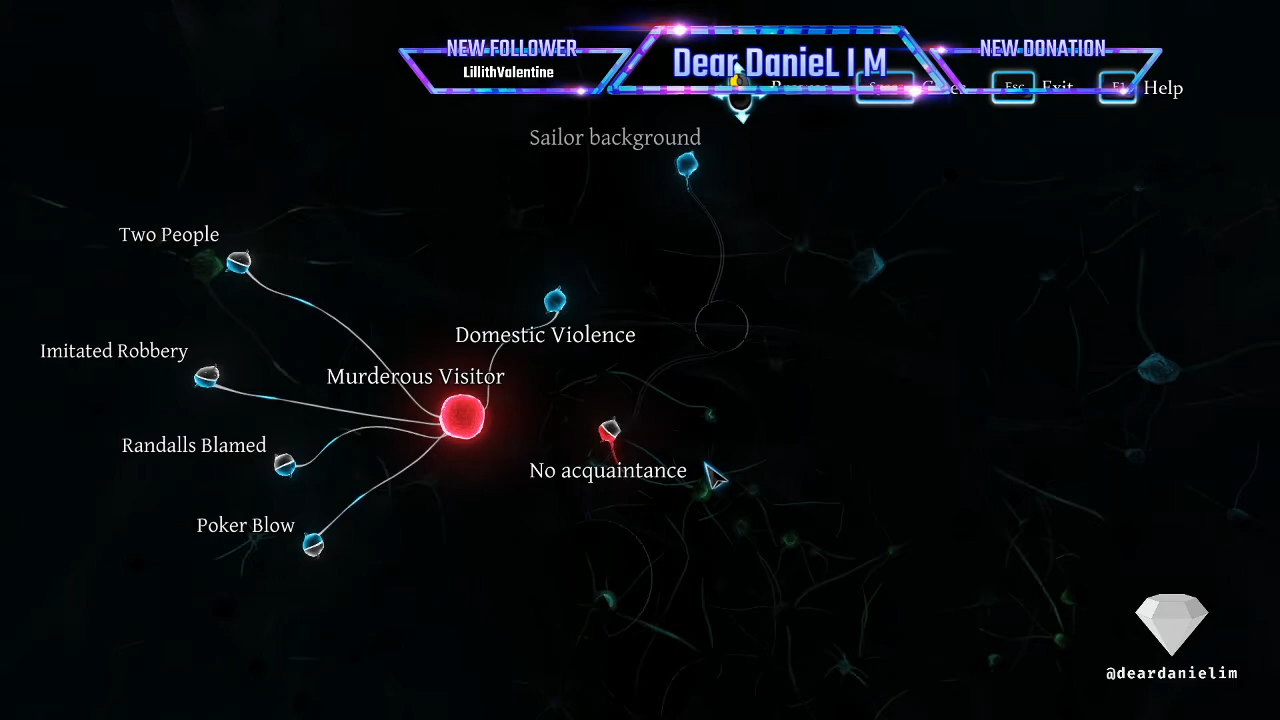 NEW FOLLOWER
LillithValentine
Dear DanieL I M
NEW DONATION
Esc
Exit
Help
Sailor background
Two People
Domestic Violence
Imitated Robbery
Murderous Visitor
Randalls Blamed
No acquaintance
Poker Blow
@deardanielim